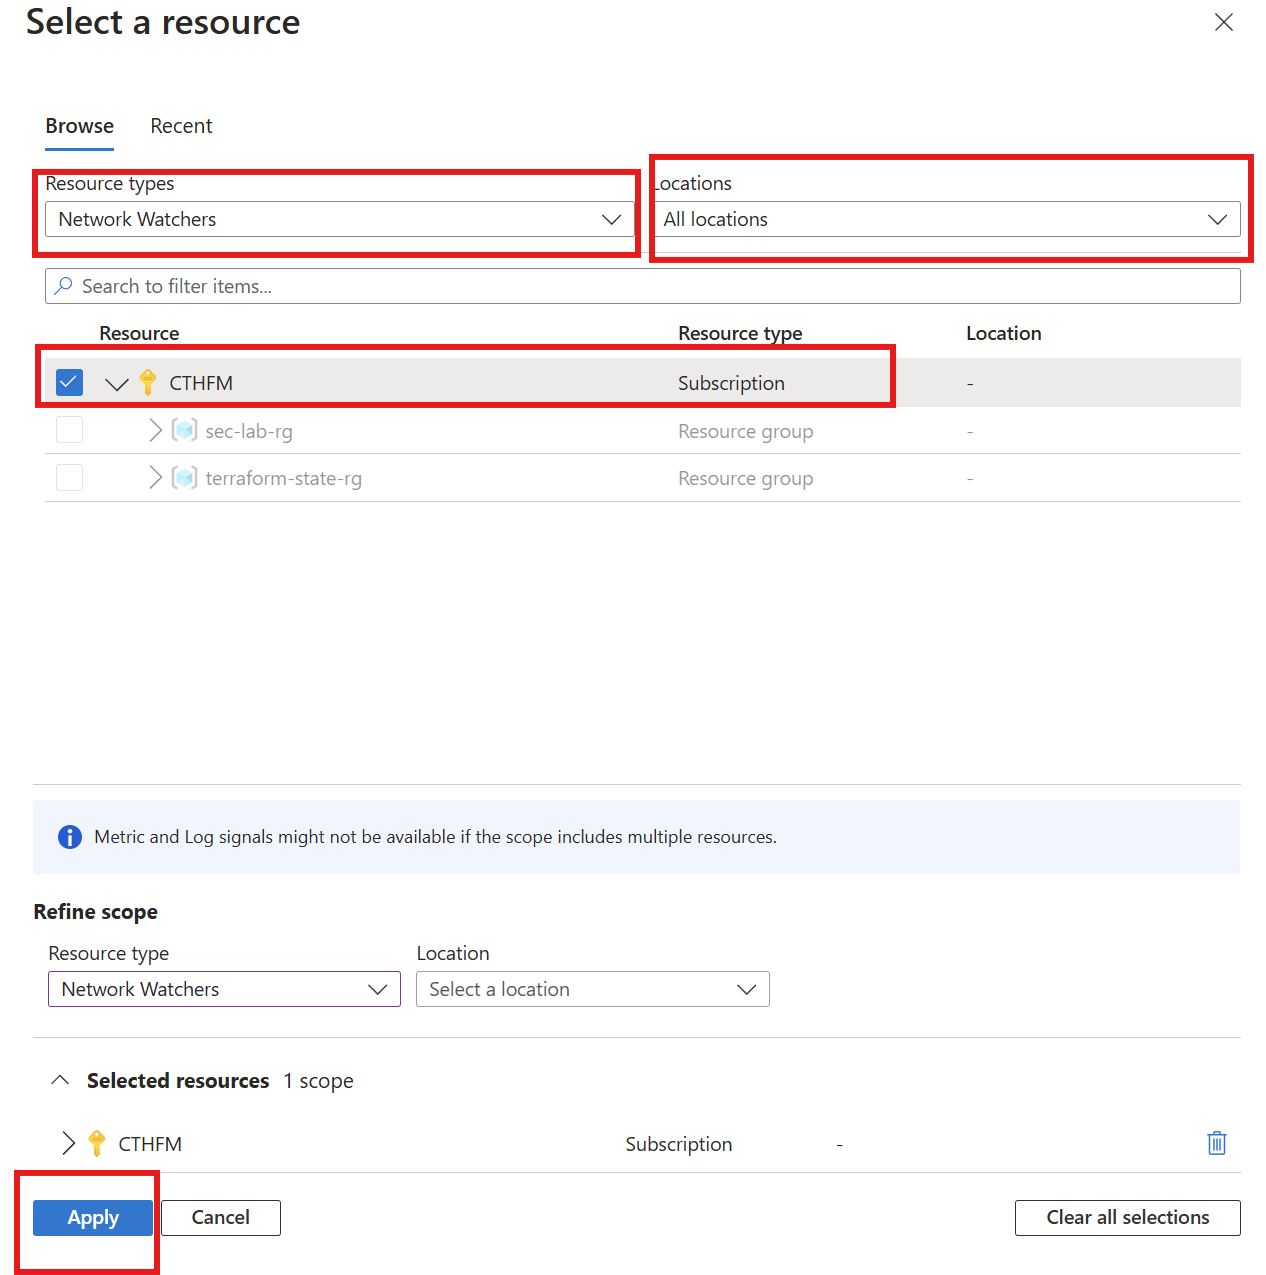 Select a resource
Browse Recent
Resource types Locations
Network Watchers All locations
Search to filter items...
Resource Resource type Location
CTHFM Subscription -
sec-lab-rg Resource group -
terraform-state-rg Resource group -
Metric and Log signals might not be available if the scope includes multiple resources.
Refine scope
Resource type Location
Network Watchers Select a location
Selected resources 1 scope
CTHFM Subscription -
Apply Cancel Clear all selections